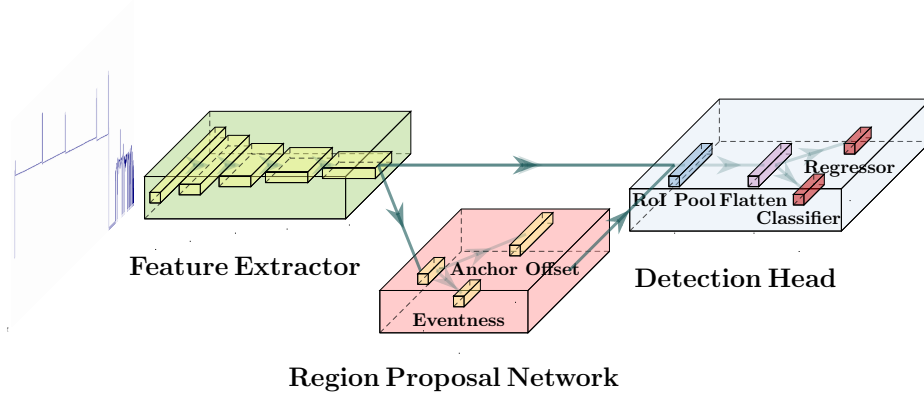 Regressor
RoI Pool Flatten
Classifier
Feature Extractor
Anchor Offset
Detection Head
Eventness
Region Proposal Network